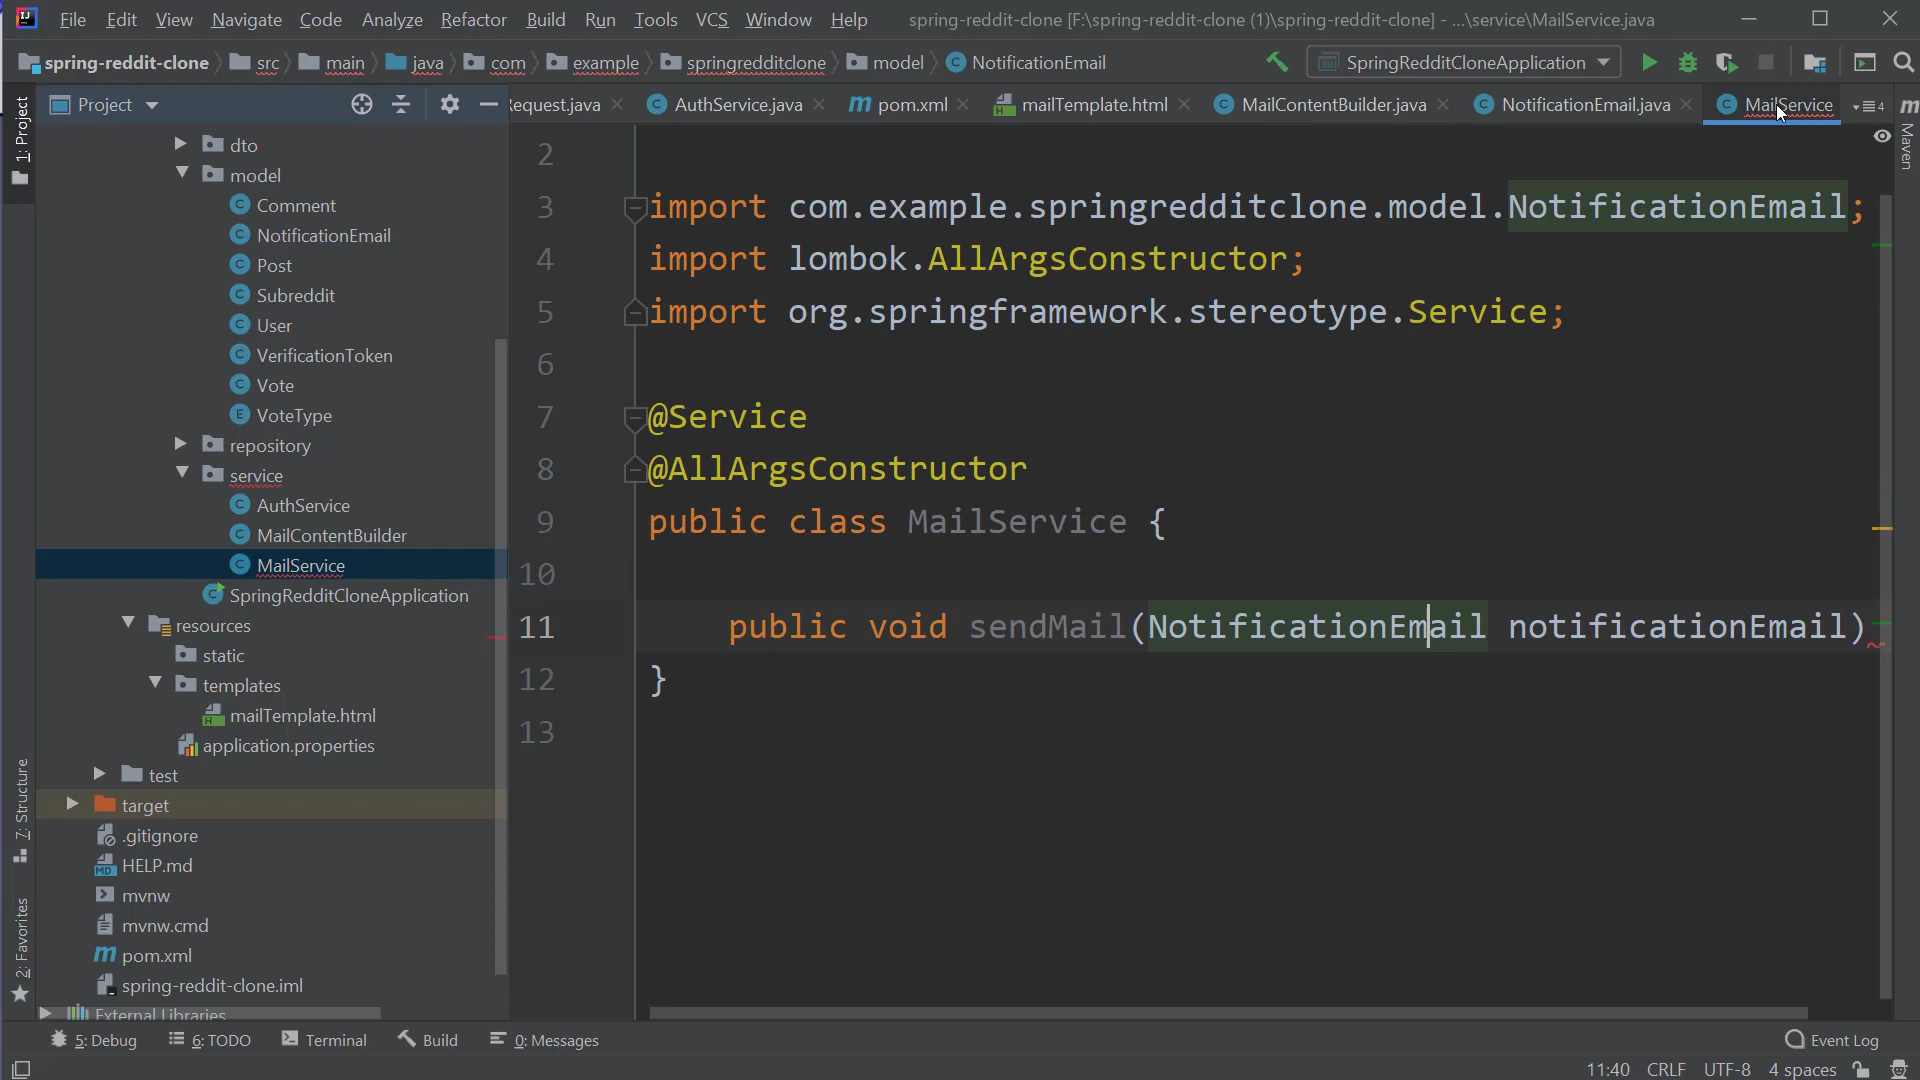 File Edit View Navigate Code Analyze Refactor Build Run Tools VCS Window Help spring-reddit-clone [F:\spring-reddit-clone (1)\spring-reddit-clone] - ...\service\MailService.java
spring-reddit-clone src main java com example springredditclone model NotificationEmail SpringRedditCloneApplication
Project
equest.java AuthService.java pom.xml mailTemplate.html MailContentBuilder.java NotificationEmail.java MailService 4
1: Project
Maven
dto
model
Comment
NotificationEmail
Post
Subreddit
User
VerificationToken
Vote
VoteType
repository
service
AuthService
MailContentBuilder
MailService
SpringRedditCloneApplication
resources
static
templates
mailTemplate.html
application.properties
test
target
.gitignore
HELP.md
mvnw
mvnw.cmd
pom.xml
spring-reddit-clone.iml
External Libraries
7: Structure
2: Favorites
2
3 import com.example.springredditclone.model.NotificationEmail;
4 import lombok.AllArgsConstructor;
5 import org.springframework.stereotype.Service;
6
7 @Service
8 @AllArgsConstructor
9 public class MailService {
10
11 public void sendMail(NotificationEmail notificationEmail)
12 }
13
5: Debug 6: TODO Terminal Build 0: Messages Event Log
11:40 CRLF UTF-8 4 spaces